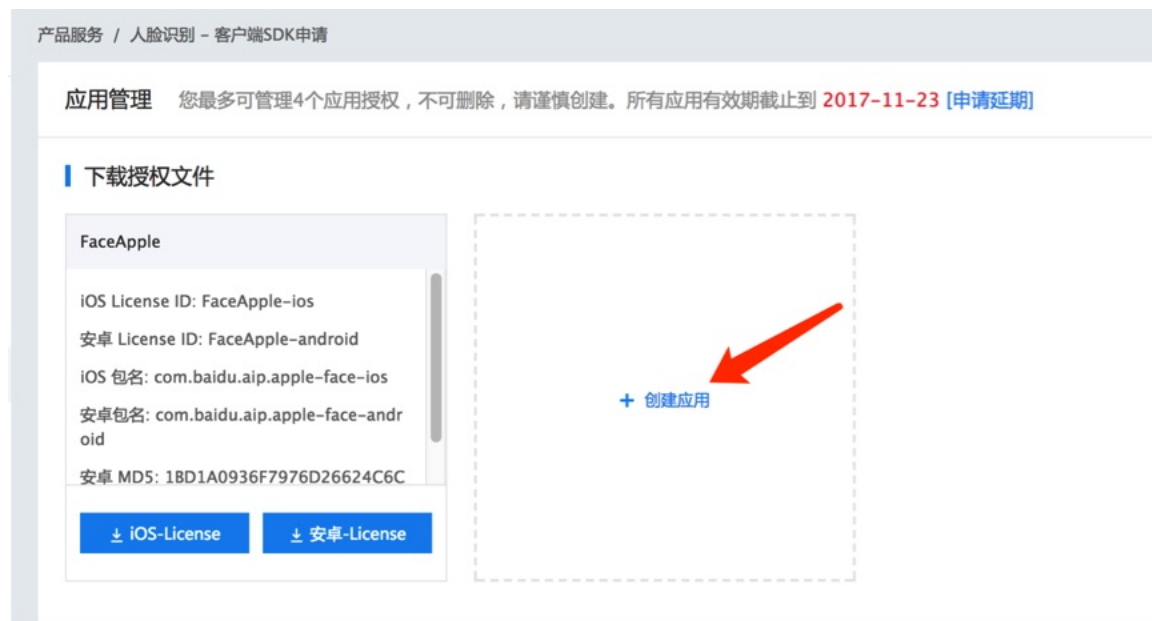 产品服务 / 人脸识别 – 客户端SDK申请
应用管理 您最多可管理4个应用授权，不可删除，请谨慎创建。所有应用有效期截止到 2017-11-23 [申请延期]
下载授权文件
FaceApple
iOS License ID: FaceApple-ios
安卓 License ID: FaceApple-android
iOS 包名: com.baidu.aip.apple-face-ios
安卓包名: com.baidu.aip.apple-face-andr
oid
安卓 MD5: 1BD1A0936F7976D26624C6C
+ 创建应用
iOS-License
安卓-License